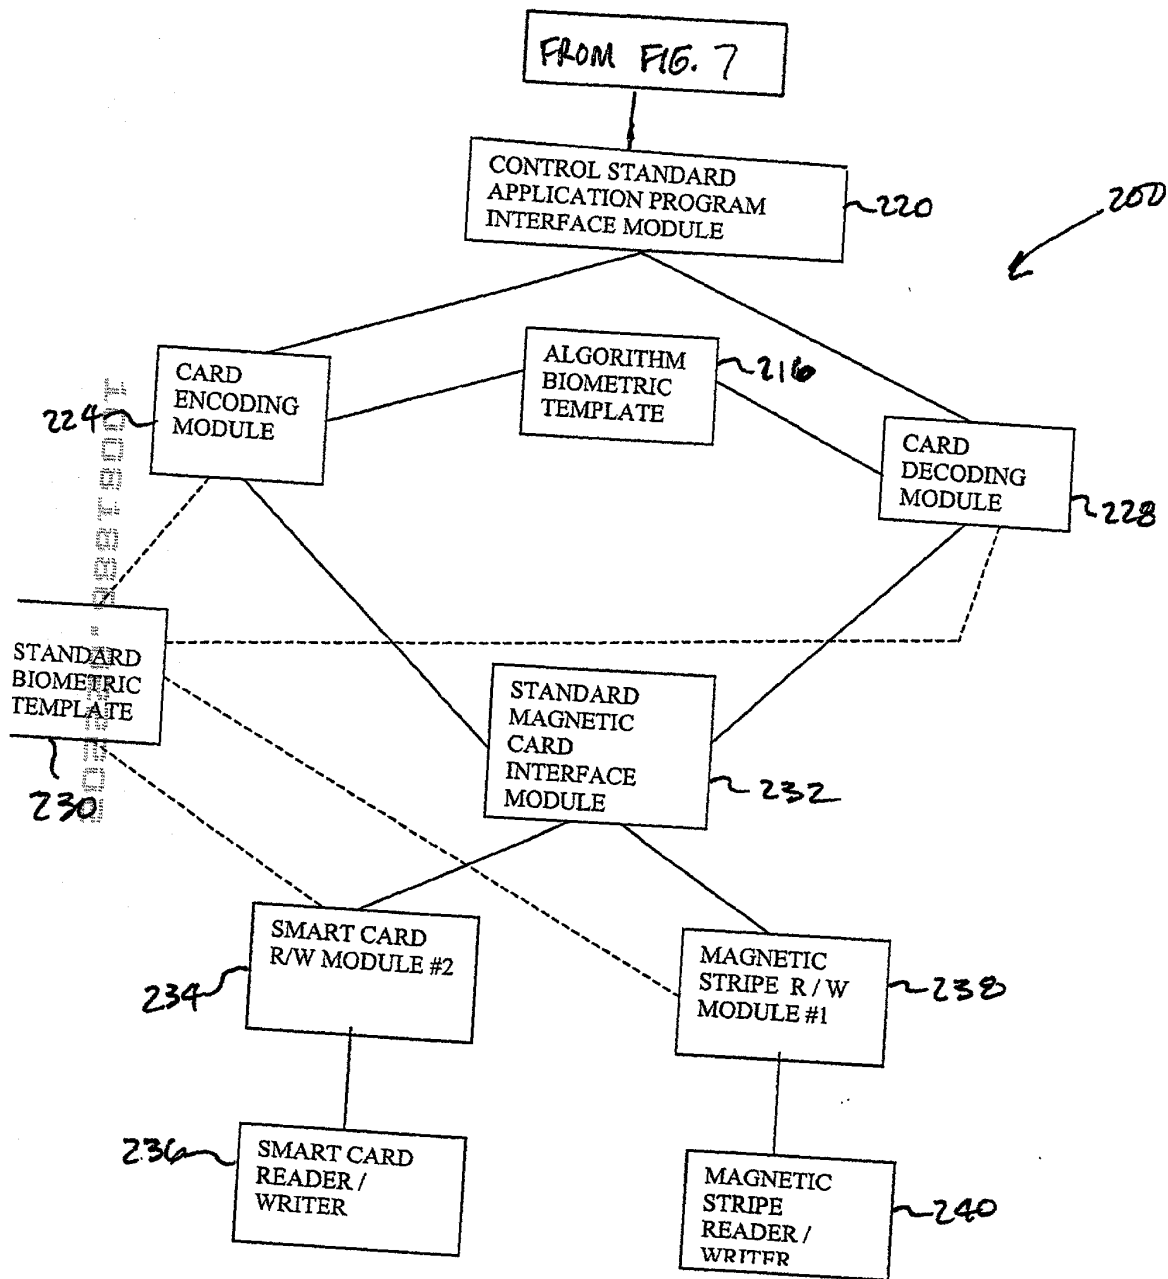 FROM FIG. 7
CONTROL STANDARD
APPLICATION PROGRAM
INTERFACE MODULE
220
200
CARD
ENCODING
MODULE
224
ALGORITHM
BIOMETRIC
TEMPLATE
216
CARD
DECODING
MODULE
228
STANDARD
BIOMETRIC
TEMPLATE
230
STANDARD
MAGNETIC
CARD
INTERFACE
MODULE
232
SMART CARD
R/W MODULE #2
234
MAGNETIC
STRIPE R / W
MODULE #1
238
236
SMART CARD
READER /
WRITER
MAGNETIC
STRIPE
READER /
WRITER
240